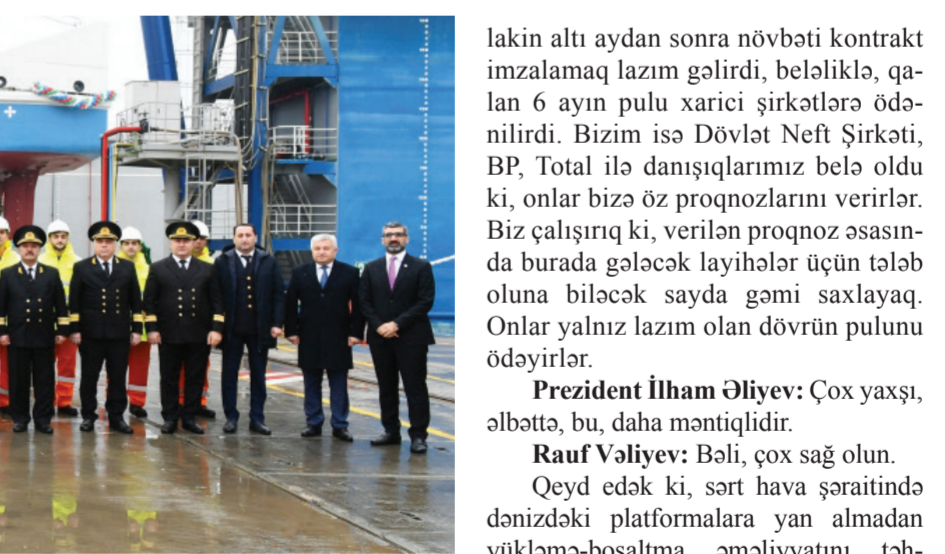 lakin altı aydan sonra növbəti kontrakt
imzalamaq lazım gəlirdi, beləliklə, qa-
lan 6 ayın pulu xarici şirkətlərə ödə-
nilirdi. Bizim isə Dövlət Neft Şirkəti,
BP, Total ilə danışıqlarımız belə oldu
ki, onlar bizə öz proqnozlarını verirlər.
Biz çalışırıq ki, verilən proqnoz əsasın-
da burada gələcək layihələr üçün tələb
oluna biləcək sayda gəmi saxlayaq.
Onlar yalnız lazım olan dövrün pulunu
ödəyirlər.
Prezident İlham Əliyev: Çox yaxşı,
əlbəttə, bu, daha məntiqlidir.
Rauf Vəliyev: Bəli, çox sağ olun.
Qeyd edək ki, sərt hava şəraitində
dənizdəki platformalara yan almadan
yükləmə-boşaltma əməliyyatını təh-